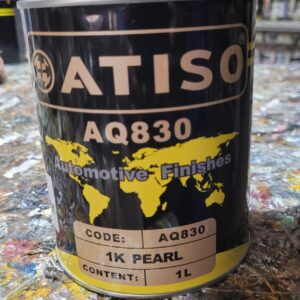 ATISO
AQ830
Automotive Finishes
CODE: AQ830
1K PEARL
CONTENT: 1L